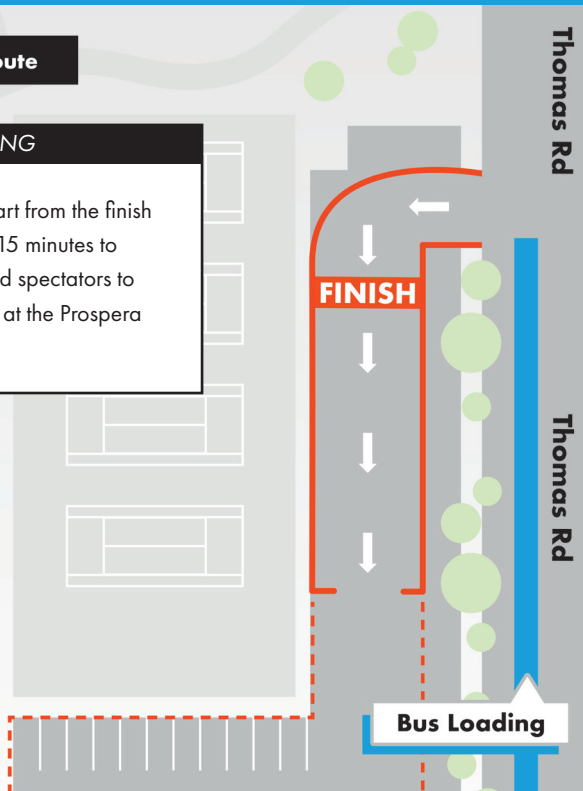 oute
Thomas Rd
NG
art from the finish
15 minutes to
d spectators to
at the Prospera
FINISH
Thomas Rd
Bus Loading